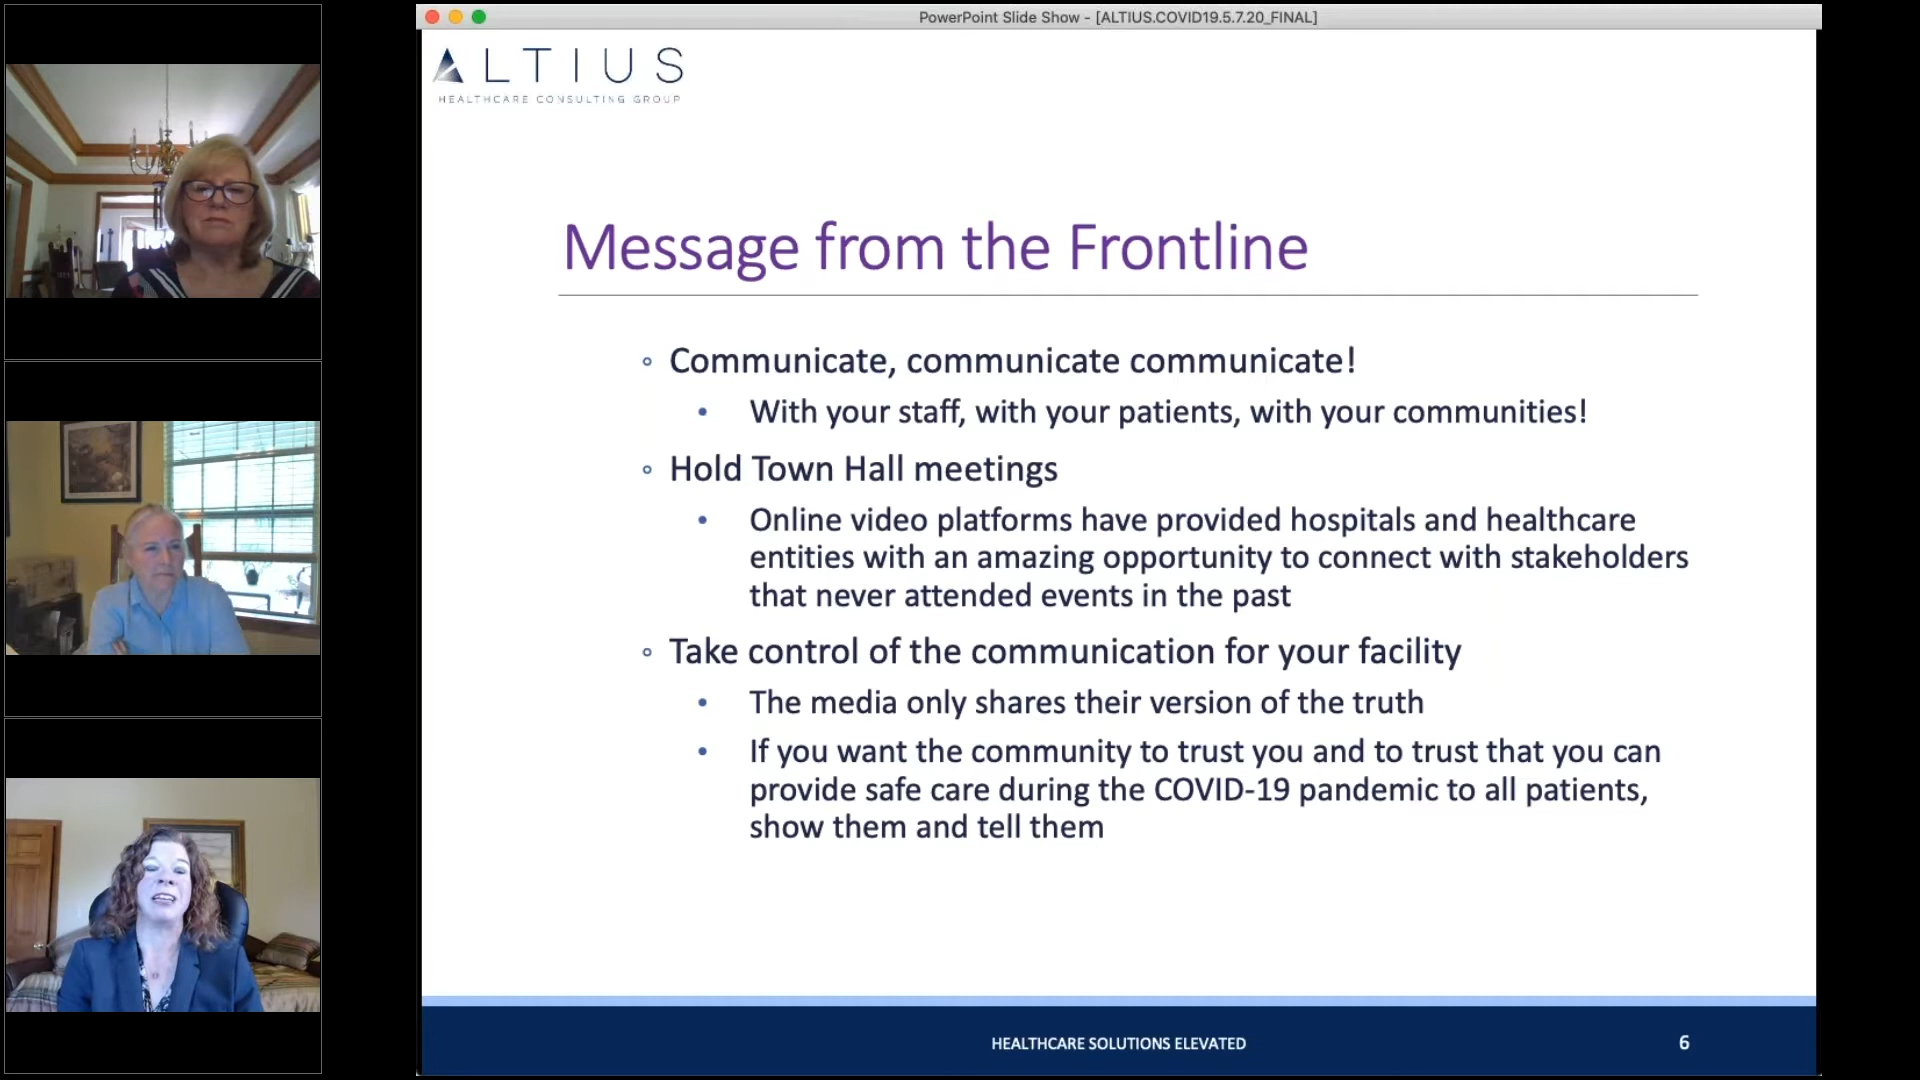 PowerPoint Slide Show - [ALTIUS.COVID19.5.7.20_FINAL]
ALTIUS
HEALTHCARE CONSULTING GROUP
Message from the Frontline
Communicate, communicate communicate!
With your staff, with your patients, with your communities!
Hold Town Hall meetings
Online video platforms have provided hospitals and healthcare
entities with an amazing opportunity to connect with stakeholders
that never attended events in the past
Take control of the communication for your facility
The media only shares their version of the truth
If you want the community to trust you and to trust that you can
provide safe care during the COVID-19 pandemic to all patients,
show them and tell them
HEALTHCARE SOLUTIONS ELEVATED
6